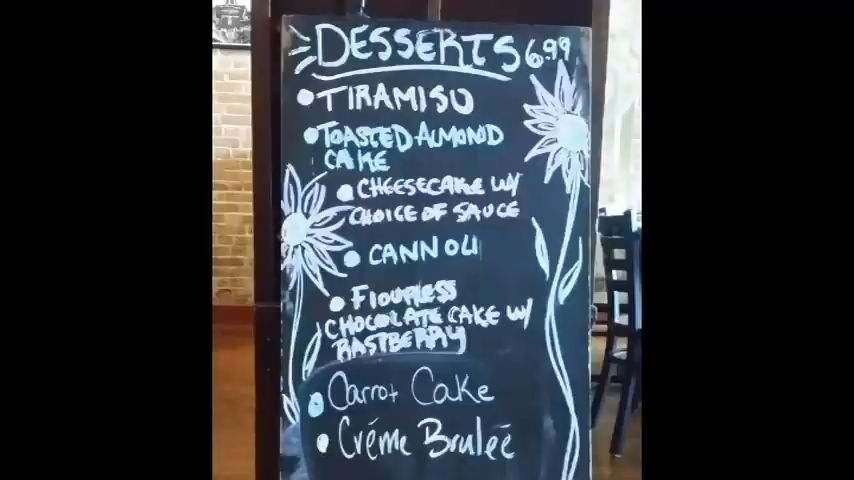 DESSERTS 6.99
• TIRAMISU
• TOASTED ALMOND
CAKE
• CHEESECAKE W/
CHOICE OF SAUCE
• CANNOLI
• FlOURLESS
CHOCOLATE CAKE W/
RASTBERRY
• Carrot Cake
• Créme Bruleé